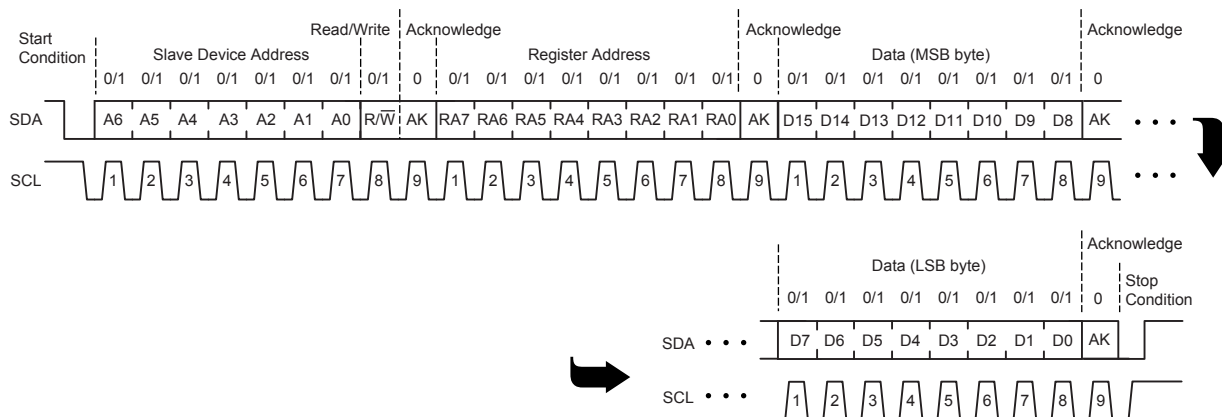 Start Condition
Slave Device Address
Read/Write
Acknowledge
Register Address
Acknowledge
Data (MSB byte)
Acknowledge
0/1 0/1 0/1 0/1 0/1 0/1 0/1 0/1 0 0/1 0/1 0/1 0/1 0/1 0/1 0/1 0/1 0 0/1 0/1 0/1 0/1 0/1 0/1 0/1 0/1 0
SDA A6 A5 A4 A3 A2 A1 A0 R/W̅ AK RA7 RA6 RA5 RA4 RA3 RA2 RA1 RA0 AK D15 D14 D13 D12 D11 D10 D9 D8 AK • • •
SCL 1 2 3 4 5 6 7 8 9 1 2 3 4 5 6 7 8 9 1 2 3 4 5 6 7 8 9 • • •
Acknowledge
Data (LSB byte)
Stop Condition
0/1 0/1 0/1 0/1 0/1 0/1 0/1 0/1 0
SDA • • • D7 D6 D5 D4 D3 D2 D1 D0 AK
SCL • • • 1 2 3 4 5 6 7 8 9